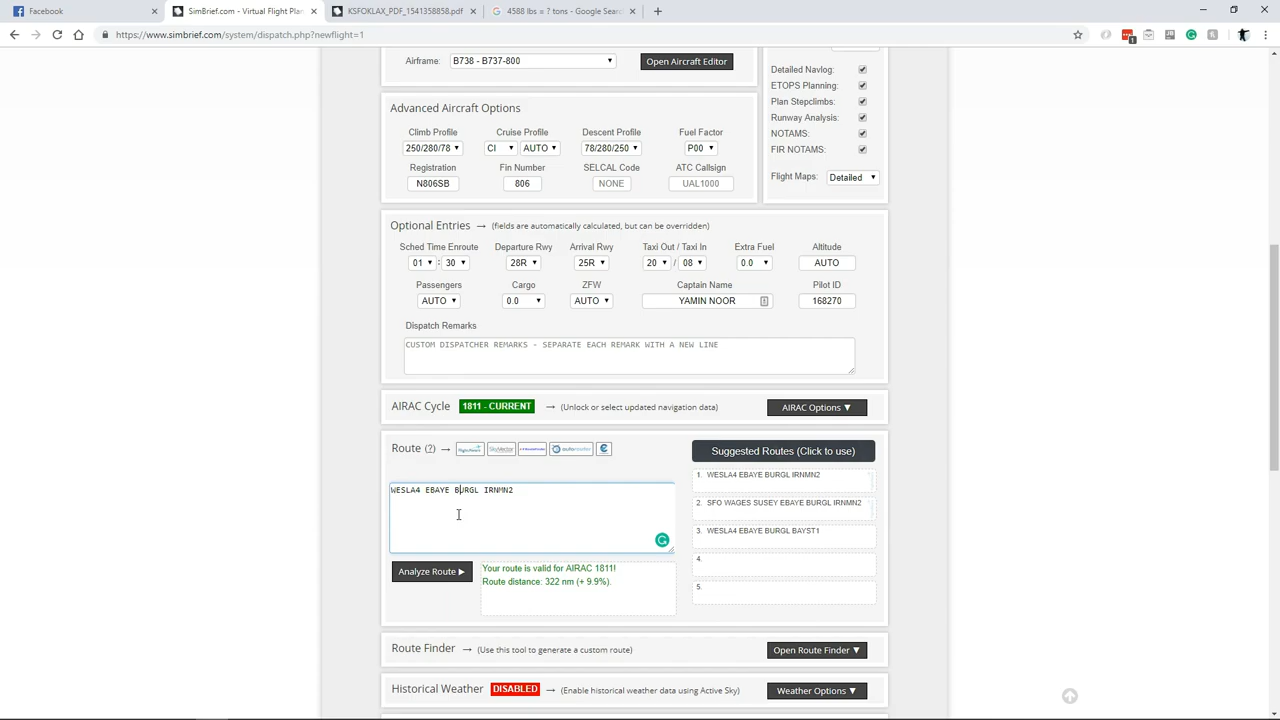 Facebook
SimBrief.com - Virtual Flight Plan
KSFOKLAX_PDF_1541358858.pdf
4588 lbs = ? tons - Google Sear
https://www.simbrief.com/system/dispatch.php?newflight=1
Airframe: B738 - B737-800 Open Aircraft Editor
Detailed Navlog:
ETOPS Planning:
Plan Stepclimbs:
Runway Analysis:
NOTAMS:
FIR NOTAMS:
Flight Maps: Detailed
Advanced Aircraft Options
Climb Profile Cruise Profile Descent Profile Fuel Factor
250/280/78 CI AUTO 78/280/250 P00
Registration Fin Number SELCAL Code ATC Callsign
N806SB 806 NONE UAL1000
Optional Entries → (fields are automatically calculated, but can be overridden)
Sched Time Enroute Departure Rwy Arrival Rwy Taxi Out / Taxi In Extra Fuel Altitude
01 : 30 28R 25R 20 / 08 0.0 AUTO
Passengers Cargo ZFW Captain Name Pilot ID
AUTO 0.0 AUTO YAMIN NOOR 168270
Dispatch Remarks
CUSTOM DISPATCHER REMARKS - SEPARATE EACH REMARK WITH A NEW LINE
AIRAC Cycle 1811 - CURRENT → (Unlock or select updated navigation data) AIRAC Options ▼
Route (?) →
SkyVector
WESLA4 EBAYE BURGL IRNMN2
Analyze Route ▶
Your route is valid for AIRAC 1811!
Route distance: 322 nm (+ 9.9%).
Suggested Routes (Click to use)
1. WESLA4 EBAYE BURGL IRNMN2
2. SFO WAGES SUSEY EBAYE BURGL IRNMN2
3. WESLA4 EBAYE BURGL BAYST1
4.
5.
Route Finder → (Use this tool to generate a custom route) Open Route Finder ▼
Historical Weather DISABLED → (Enable historical weather data using Active Sky) Weather Options ▼